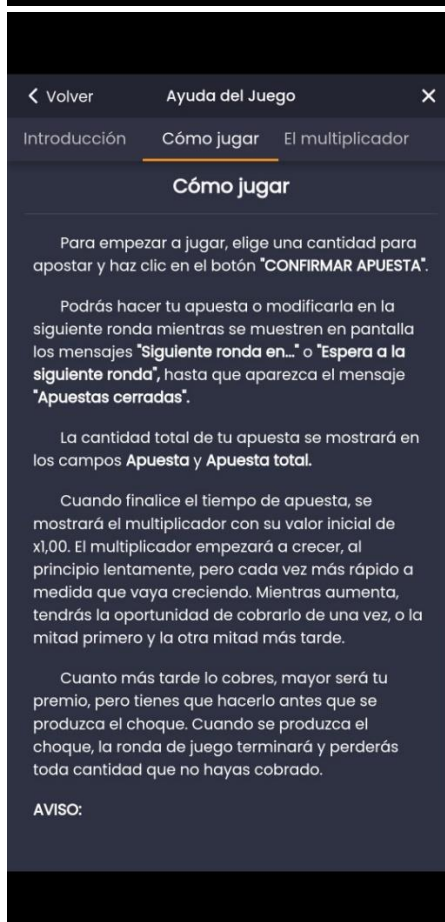 Volver Ayuda del Juego
Introducción Cómo jugar El multiplicador
Cómo jugar
Para empezar a jugar, elige una cantidad para
apostar y haz clic en el botón "CONFIRMAR APUESTA".
Podrás hacer tu apuesta o modificarla en la
siguiente ronda mientras se muestren en pantalla
los mensajes "Siguiente ronda en..." o "Espera a la
siguiente ronda", hasta que aparezca el mensaje
"Apuestas cerradas".
La cantidad total de tu apuesta se mostrará en
los campos Apuesta y Apuesta total.
Cuando finalice el tiempo de apuesta, se
mostrará el multiplicador con su valor inicial de
x1,00. El multiplicador empezará a crecer, al
principio lentamente, pero cada vez más rápido a
medida que vaya creciendo. Mientras aumenta,
tendrás la oportunidad de cobrarlo de una vez, o la
mitad primero y la otra mitad más tarde.
Cuanto más tarde lo cobres, mayor será tu
premio, pero tienes que hacerlo antes que se
produzca el choque. Cuando se produzca el
choque, la ronda de juego terminará y perderás
toda cantidad que no hayas cobrado.
AVISO: